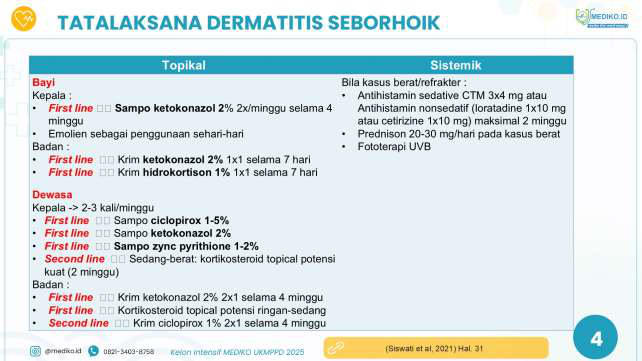 TATALAKSANA DERMATITIS SEBORHOIK
MEDIKO.ID
Topikal
Bayi
Kepala :
• First line □□ Sampo ketokonazol 2% 2x/minggu selama 4
minggu
• Emolien sebagai penggunaan sehari-hari
Badan :
• First line □□ Krim ketokonazol 2% 1x1 selama 7 hari
• First line □□ Krim hidrokortison 1% 1x1 selama 7 hari
Dewasa
Kepala -> 2-3 kali/minggu
• First line □□ Sampo ciclopirox 1-5%
• First line □□ Sampo ketokonazol 2%
• First line □□ Sampo zync pyrithione 1-2%
• Second line □□ Sedang-berat: kortikosteroid topical potensi
kuat (2 minggu)
Badan :
• First line □□ Krim ketokonazol 2% 2x1 selama 4 minggu
• First line □□ Kortikosteroid topical potensi ringan-sedang
• Second line □□ Krim ciclopirox 1% 2x1 selama 4 minggu
Sistemik
Bila kasus berat/refrakter :
• Antihistamin sedative CTM 3x4 mg atau
Antihistamin nonsedatif (loratadine 1x10 mg
atau cetirizine 1x10 mg) maksimal 2 minggu
• Prednison 20-30 mg/hari pada kasus berat
• Fototerapi UVB
@mediko.id
0821-3403-8758
Kelon Intensif MEDIKO UKMPPD 2025
(Siswati et al, 2021) Hal. 31
4